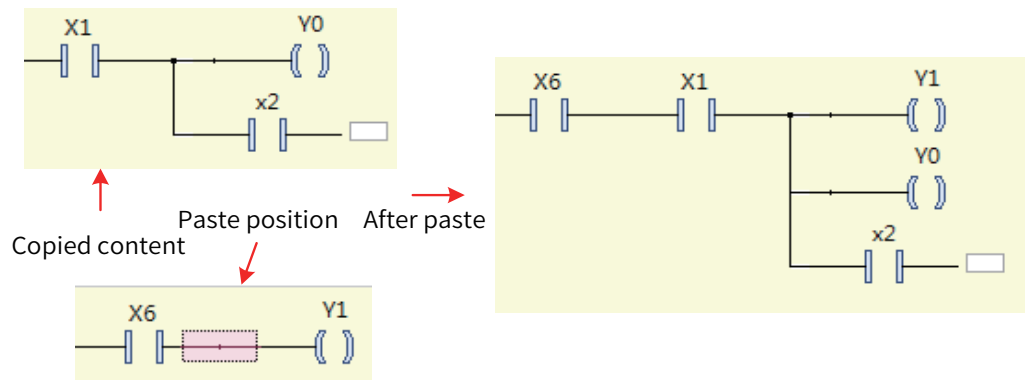 X1
Y0
x2
Copied content
Paste position
After paste
X6
Y1
X6
X1
Y1
Y0
x2